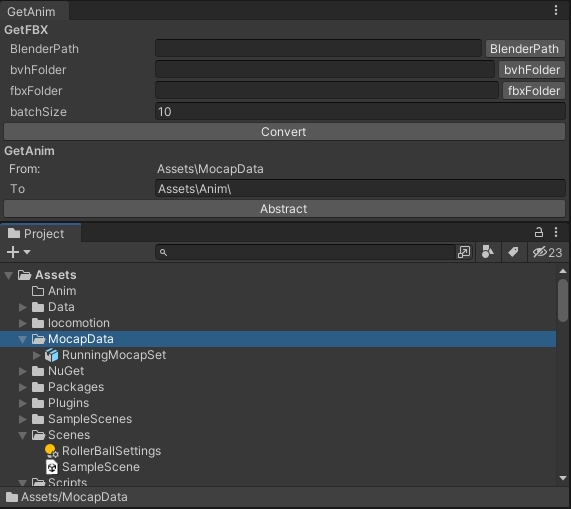 GetAnim
GetFBX
BlenderPath BlenderPath
bvhFolder bvhFolder
fbxFolder fbxFolder
batchSize 10
Convert
GetAnim
From: Assets\MocapData
To Assets\Anim\
Abstract
Project
23
Assets
Anim
Data
locomotion
MocapData
RunningMocapSet
NuGet
Packages
Plugins
SampleScenes
Scenes
RollerBallSettings
SampleScene
Scripts
Assets/MocapData